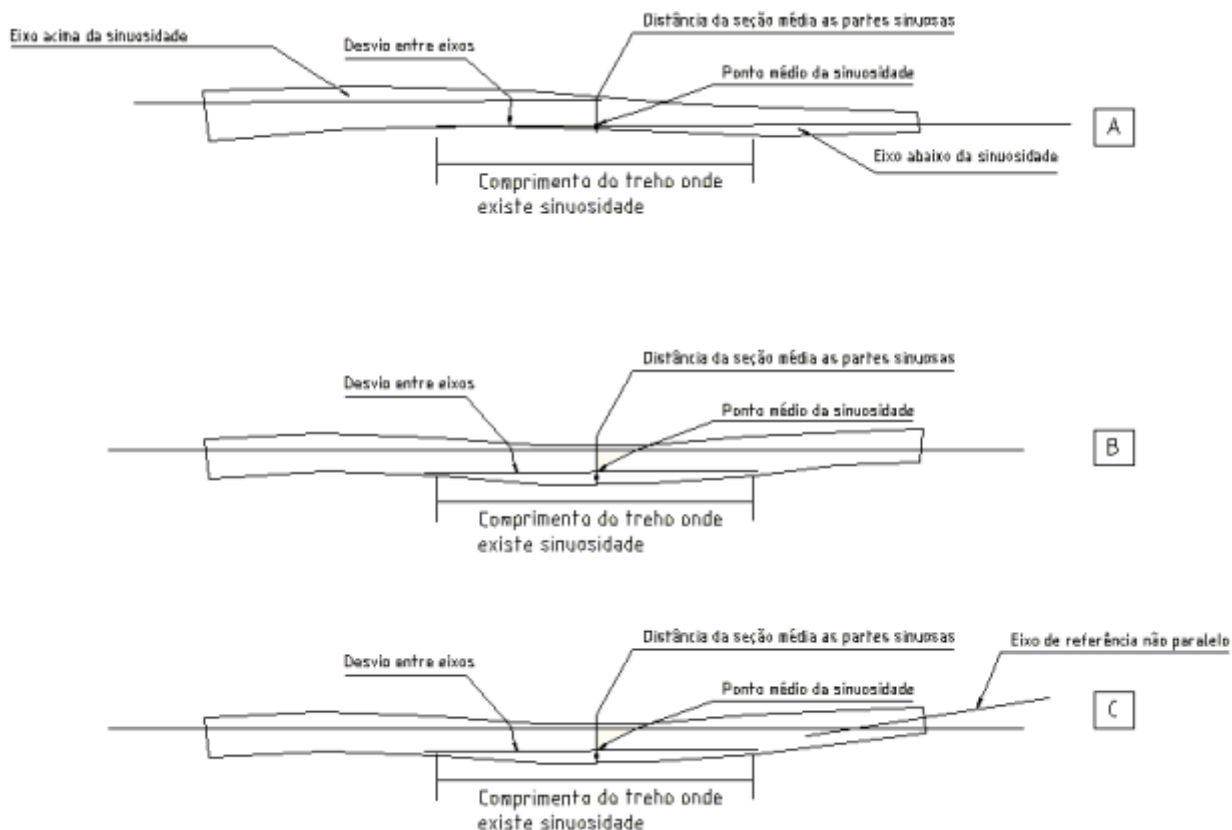 Distância da seção média as partes sinuosas
Eixo acima da sinuosidade
Desvio entre eixos
Ponto médio da sinuosidade
A
Eixo abaixo da sinuosidade
Comprimento do treho onde
existe sinuosidade
Distância da seção média as partes sinuosas
Desvio entre eixos
Ponto médio da sinuosidade
B
Comprimento do treho onde
existe sinuosidade
Distância da seção média as partes sinuosas
Eixo de referência não paralelo
Desvio entre eixos
Ponto médio da sinuosidade
C
Comprimento do treho onde
existe sinuosidade